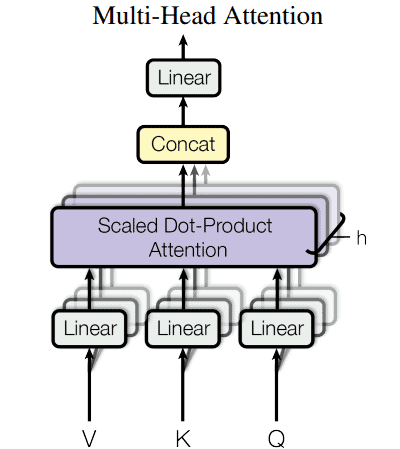 Multi-Head Attention
Linear
Concat
Scaled Dot-Product
Attention
h
Linear Linear Linear
V K Q